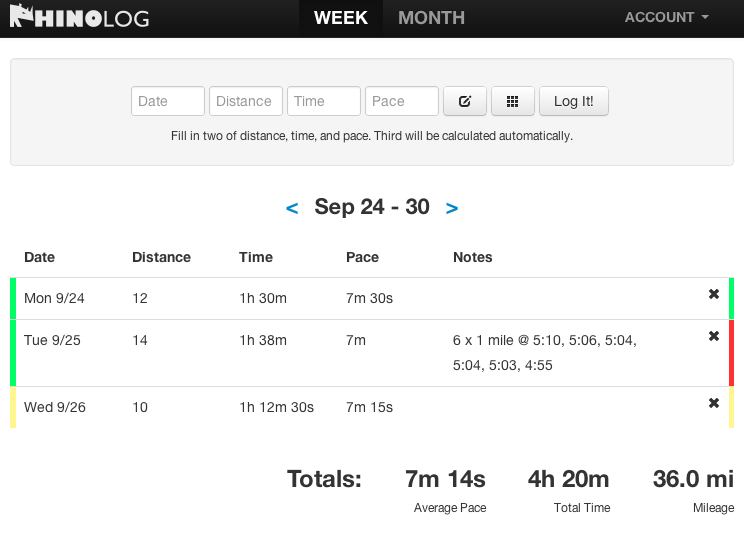 RHINOLOG WEEK MONTH ACCOUNT
Date Distance Time Pace Log It!
Fill in two of distance, time, and pace. Third will be calculated automatically.
< Sep 24 - 30 >
Date Distance Time Pace Notes
Mon 9/24 12 1h 30m 7m 30s
Tue 9/25 14 1h 38m 7m 6 x 1 mile @ 5:10, 5:06, 5:04,
5:04, 5:03, 4:55
Wed 9/26 10 1h 12m 30s 7m 15s
Totals: 7m 14s 4h 20m 36.0 mi
Average Pace Total Time Mileage